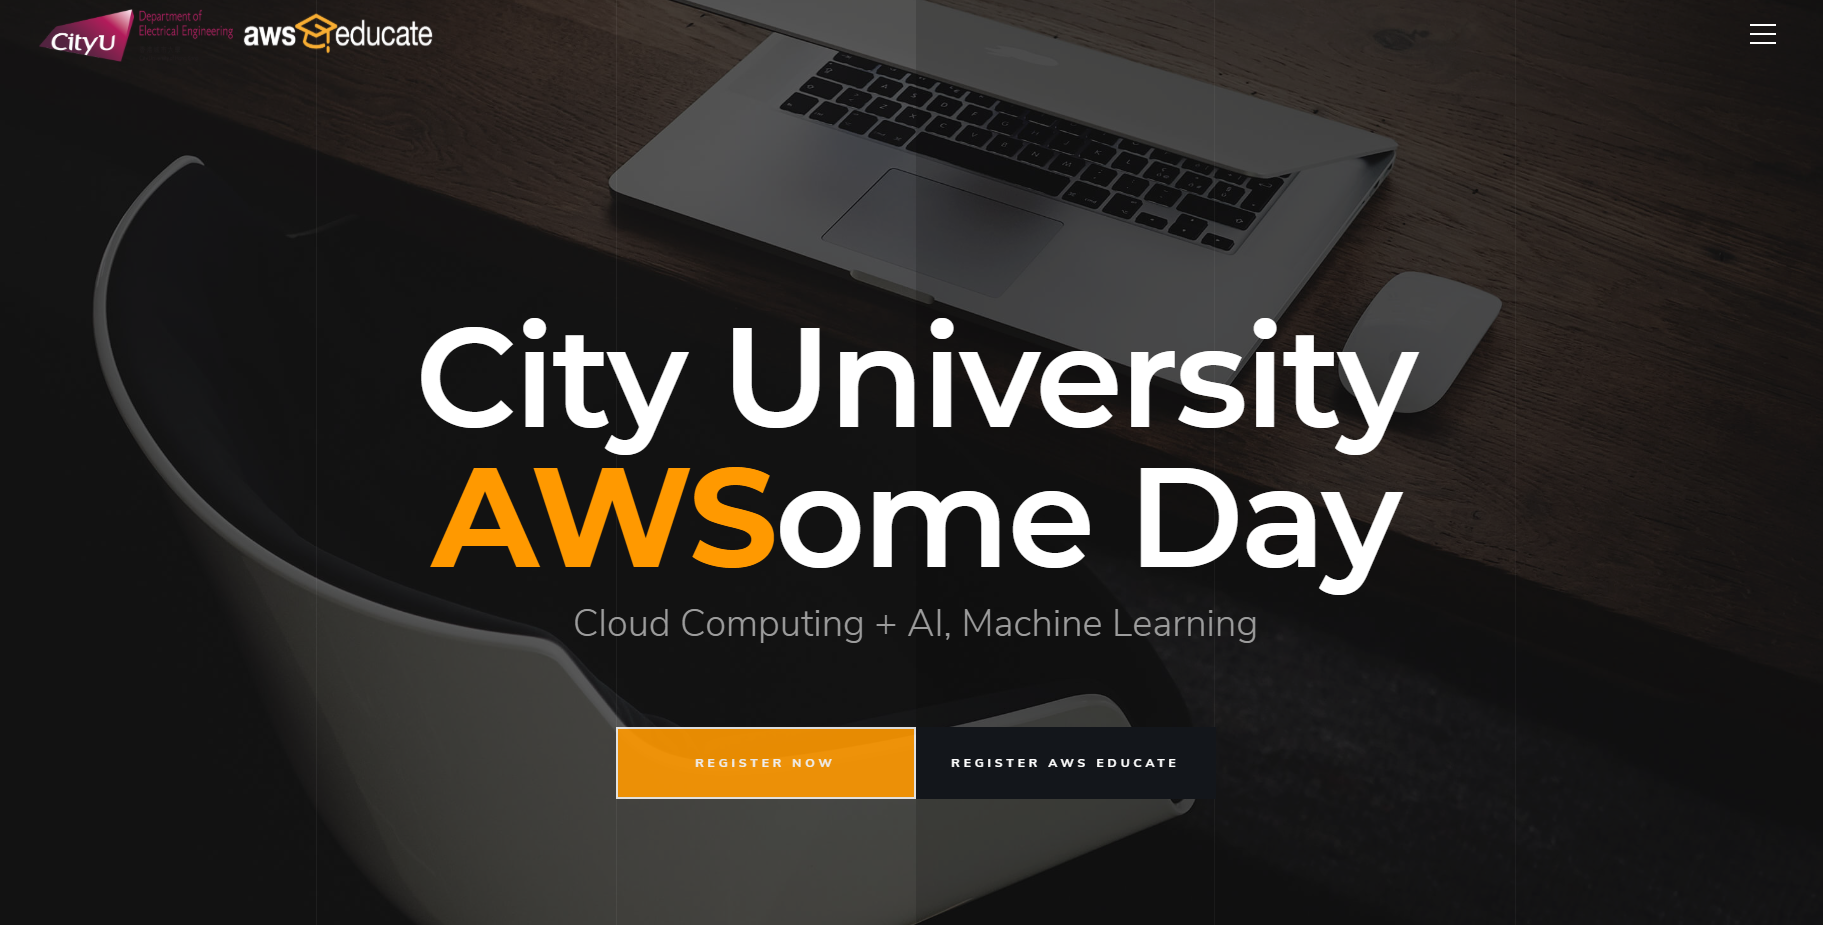 Department of
Electrical Engineering
CityU
aws educate
City University
AWSome Day
Cloud Computing + AI, Machine Learning
REGISTER NOW
REGISTER AWS EDUCATE